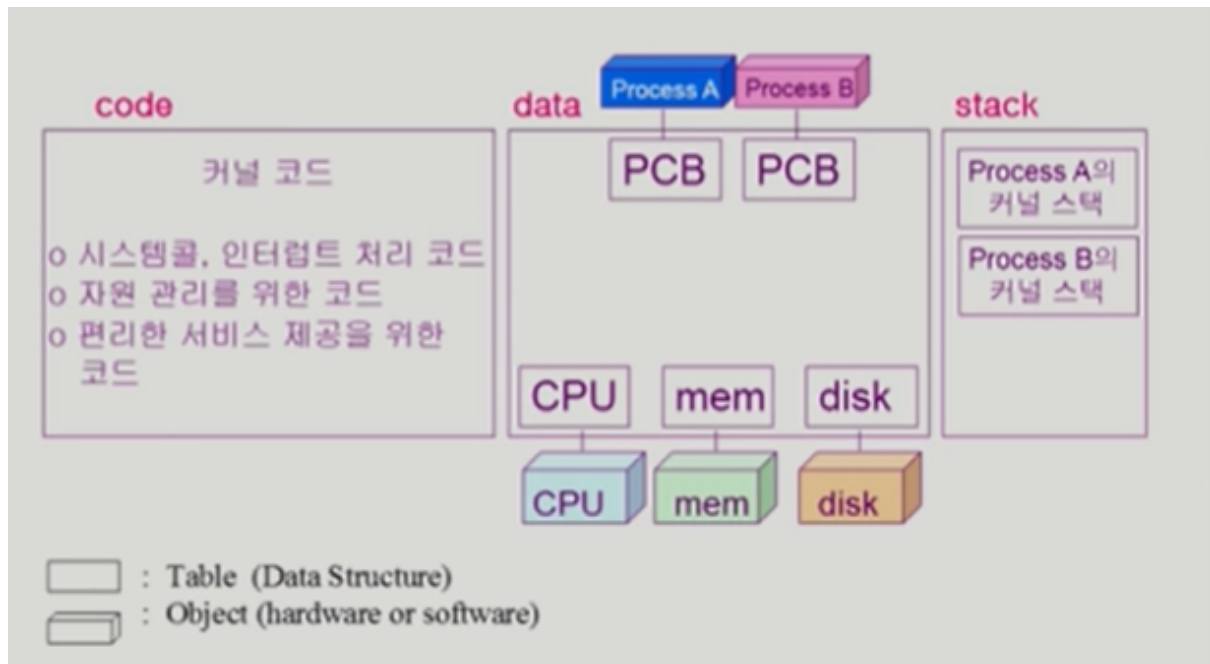 code
커널 코드
o 시스템콜, 인터럽트 처리 코드
o 자원 관리를 위한 코드
o 편리한 서비스 제공을 위한
코드
data
Process A
Process B
PCB
PCB
CPU
mem
disk
CPU
mem
disk
stack
Process A의
커널 스택
Process B의
커널 스택
: Table (Data Structure)
: Object (hardware or software)